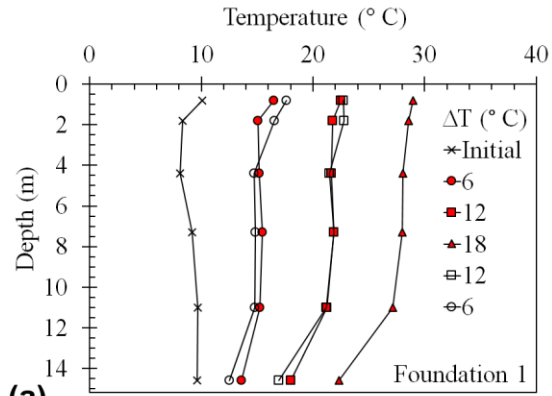 Temperature (° C)
0 10 20 30 40
0
2
4
6
8
10
12
14
Depth (m)
ΔT (° C)
Initial
6
12
18
12
6
Foundation 1
(a)